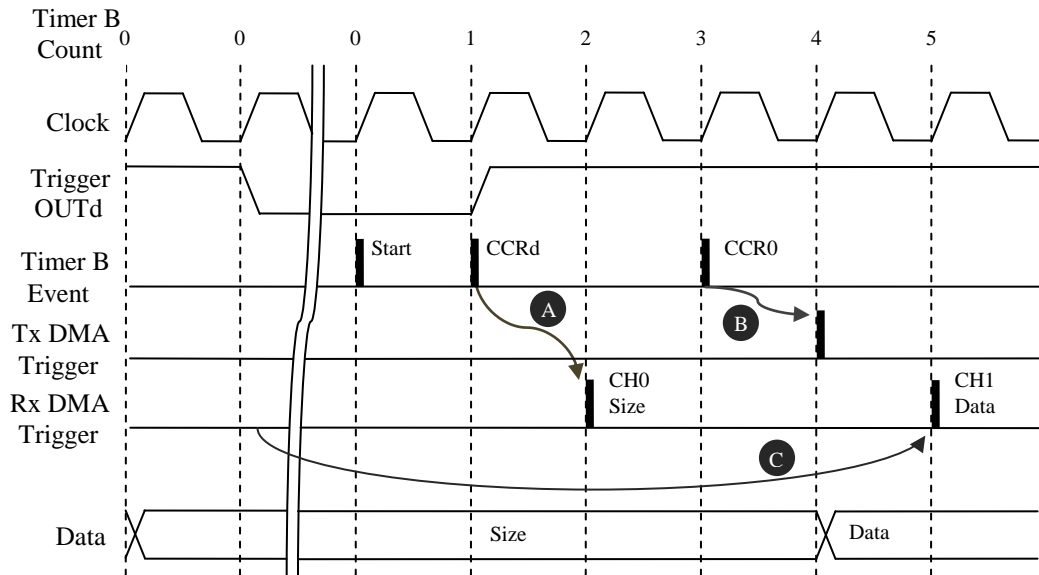 Timer B
Count
0 0 0 1 2 3 4 5
Clock
Trigger
OUTd
Timer B
Event
Start
CCRd
CCR0
A
B
Tx DMA
Trigger
CH0
Size
CH1
Data
Rx DMA
Trigger
C
Data
Size
Data